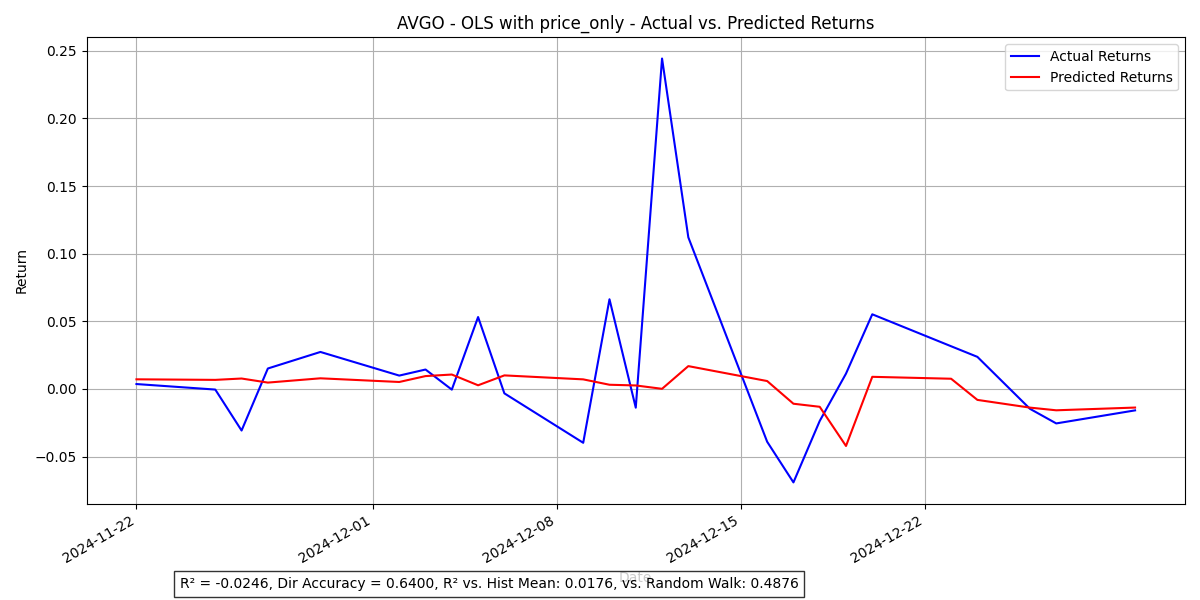 AVGO - OLS with price_only - Actual vs. Predicted Returns
Actual Returns
Predicted Returns
0.25
0.20
0.15
0.10
0.05
0.00
−0.05
Return
2024-11-22
2024-12-01
2024-12-08
2024-12-15
2024-12-22
Date
R² = -0.0246, Dir Accuracy = 0.6400, R² vs. Hist Mean: 0.0176, vs. Random Walk: 0.4876